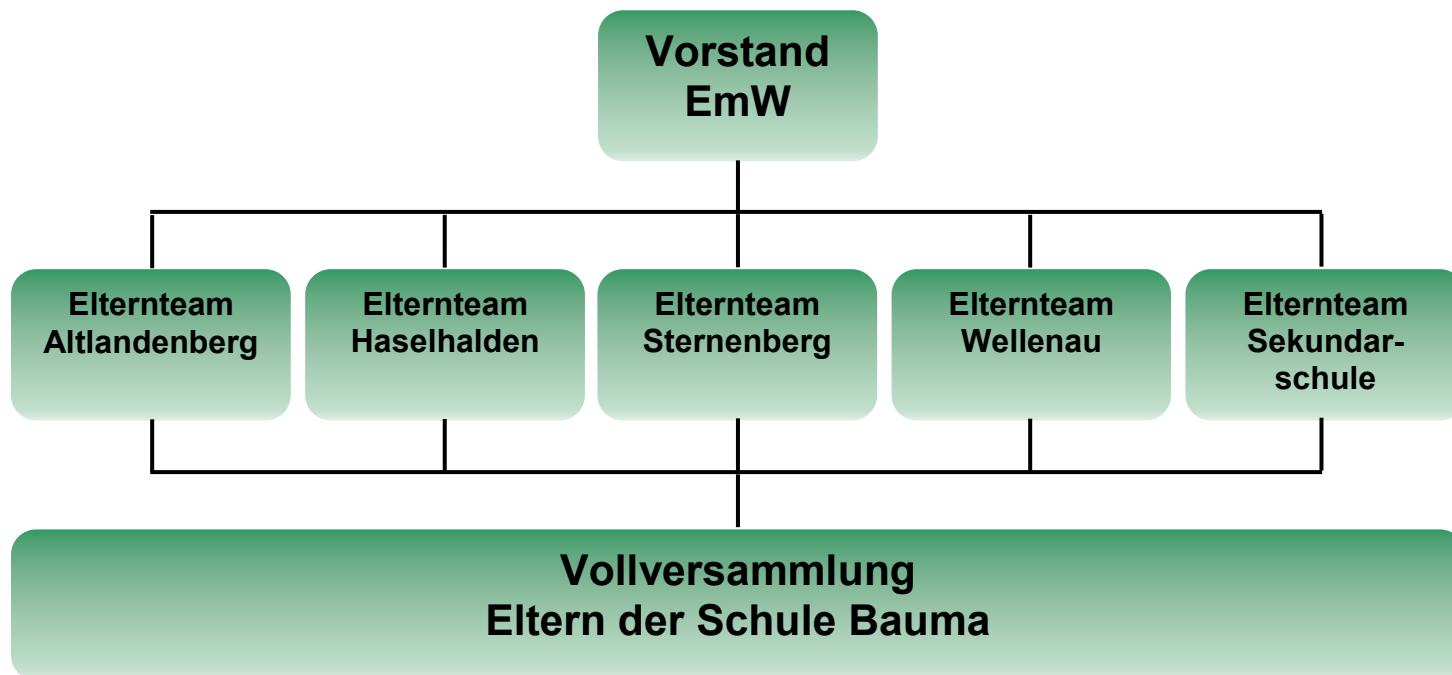 Vorstand
EmW
Elternteam
Altlandenberg
Elternteam
Haselhalden
Elternteam
Sternenberg
Elternteam
Wellenau
Elternteam
Sekundar-
schule
Vollversammlung
Eltern der Schule Bauma